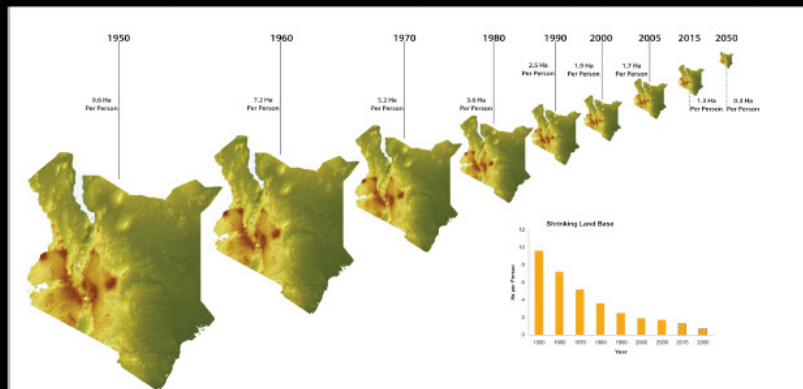 1950
1960
1970
1980
1990
2000
2005
2015
2050
9.6 Ha
Per Person
7.2 Ha
Per Person
5.2 Ha
Per Person
3.6 Ha
Per Person
2.5 Ha
Per Person
1.9 Ha
Per Person
1.7 Ha
Per Person
1.3 Ha
Per Person
0.3 Ha
Per Person
Shrinking Land Base
Ha per Person
12
10
8
6
4
2
0
1950
1960
1970
1980
1990
2000
2005
2015
2050
Year